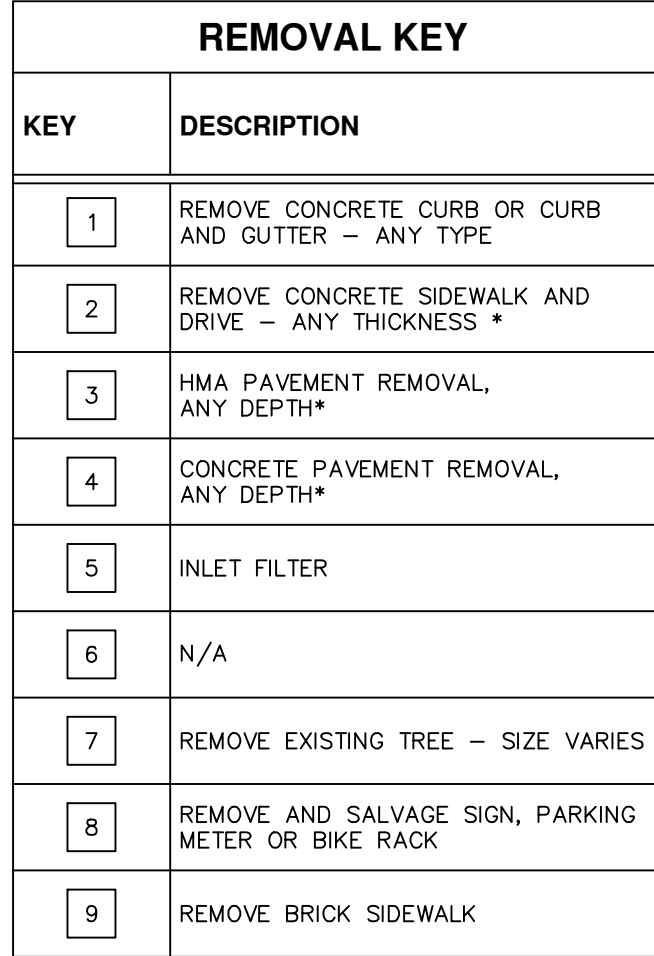 REMOVAL KEY
KEY DESCRIPTION
1 REMOVE CONCRETE CURB OR CURB
AND GUTTER – ANY TYPE
2 REMOVE CONCRETE SIDEWALK AND
DRIVE – ANY THICKNESS *
3 HMA PAVEMENT REMOVAL,
ANY DEPTH*
4 CONCRETE PAVEMENT REMOVAL,
ANY DEPTH*
5 INLET FILTER
6 N/A
7 REMOVE EXISTING TREE – SIZE VARIES
8 REMOVE AND SALVAGE SIGN, PARKING
METER OR BIKE RACK
9 REMOVE BRICK SIDEWALK